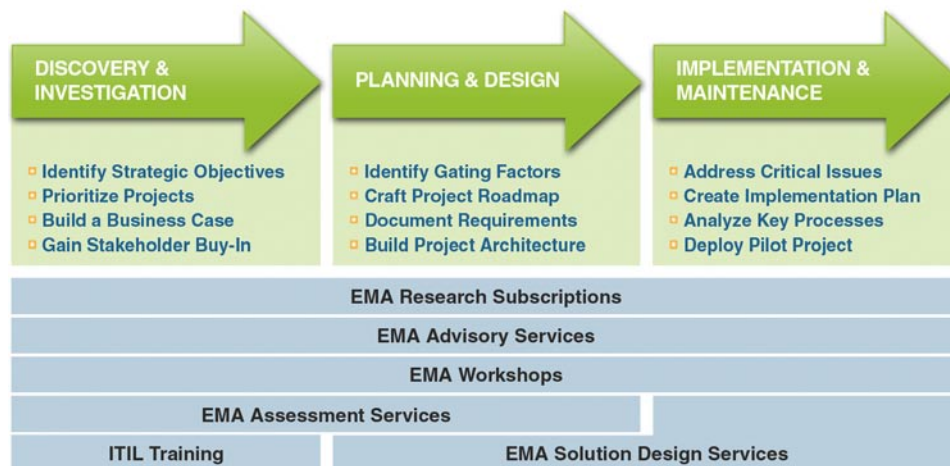 DISCOVERY &
INVESTIGATION
Identify Strategic Objectives
Prioritize Projects
Build a Business Case
Gain Stakeholder Buy-In
PLANNING & DESIGN
Identify Gating Factors
Craft Project Roadmap
Document Requirements
Build Project Architecture
IMPLEMENTATION &
MAINTENANCE
Address Critical Issues
Create Implementation Plan
Analyze Key Processes
Deploy Pilot Project
EMA Research Subscriptions
EMA Advisory Services
EMA Workshops
EMA Assessment Services
ITIL Training
EMA Solution Design Services